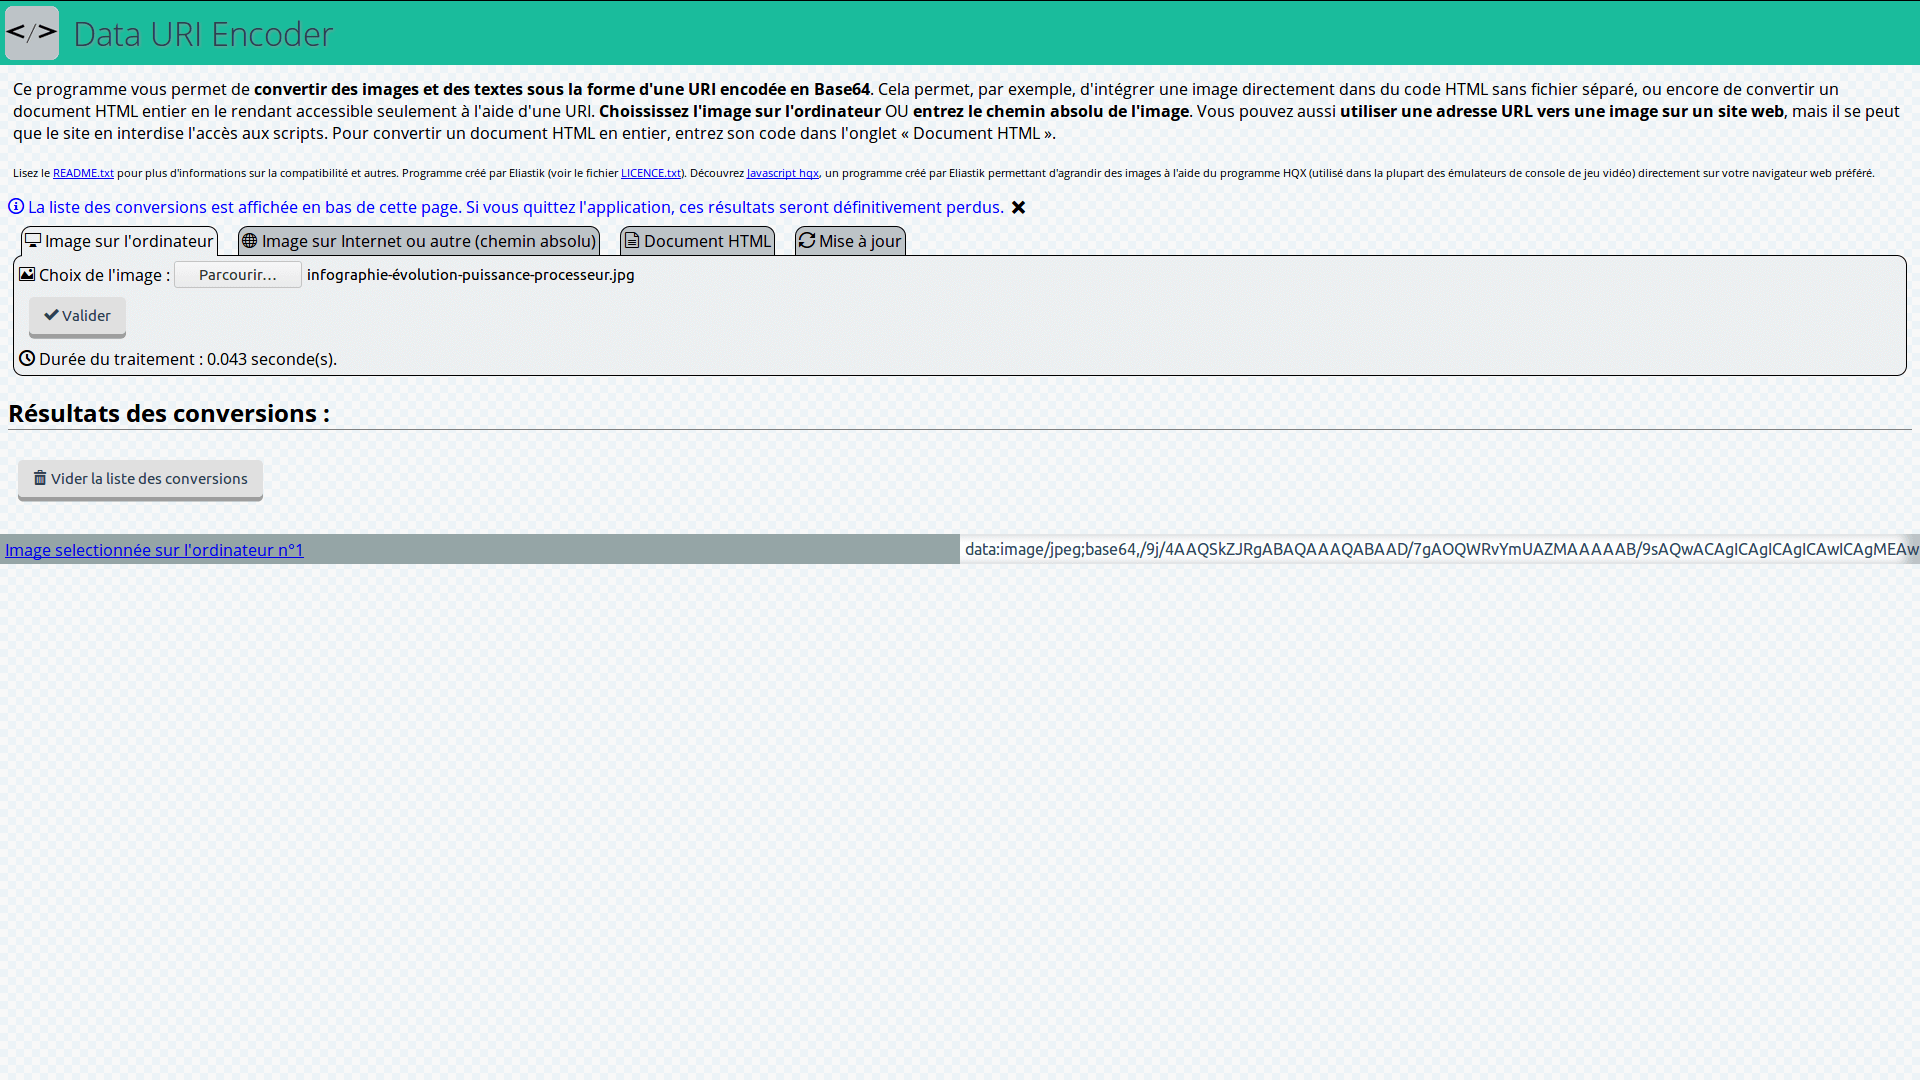 </> Data URI Encoder
Ce programme vous permet de convertir des images et des textes sous la forme d'une URI encodée en Base64. Cela permet, par exemple, d'intégrer une image directement dans du code HTML sans fichier séparé, ou encore de convertir un
document HTML entier en le rendant accessible seulement à l'aide d'une URI. Choississez l'image sur l'ordinateur OU entrez le chemin absolu de l'image. Vous pouvez aussi utiliser une adresse URL vers une image sur un site web, mais il se peut
que le site en interdise l'accès aux scripts. Pour convertir un document HTML en entier, entrez son code dans l'onglet « Document HTML ».
Lisez le README.txt pour plus d'informations sur la compatibilité et autres. Programme créé par Eliastik (voir le fichier LICENCE.txt). Découvrez Javascript hqx, un programme créé par Eliastik permettant d'agrandir des images à l'aide du programme HQX (utilisé dans la plupart des émulateurs de console de jeu vidéo) directement sur votre navigateur web préféré.
La liste des conversions est affichée en bas de cette page. Si vous quittez l'application, ces résultats seront définitivement perdus.
Image sur l'ordinateur Image sur Internet ou autre (chemin absolu) Document HTML Mise à jour
Choix de l'image : Parcourir... infographie-évolution-puissance-processeur.jpg
Valider
Durée du traitement : 0.043 seconde(s).
Résultats des conversions :
Vider la liste des conversions
Image selectionnée sur l'ordinateur n°1 data:image/jpeg;base64,/9j/4AAQSkZJRgABAQAAAQABAAD/7gAOQWRvYmUAZMAAAAAB/9sAQwACAgICAgICAgICAwICAgMEAw